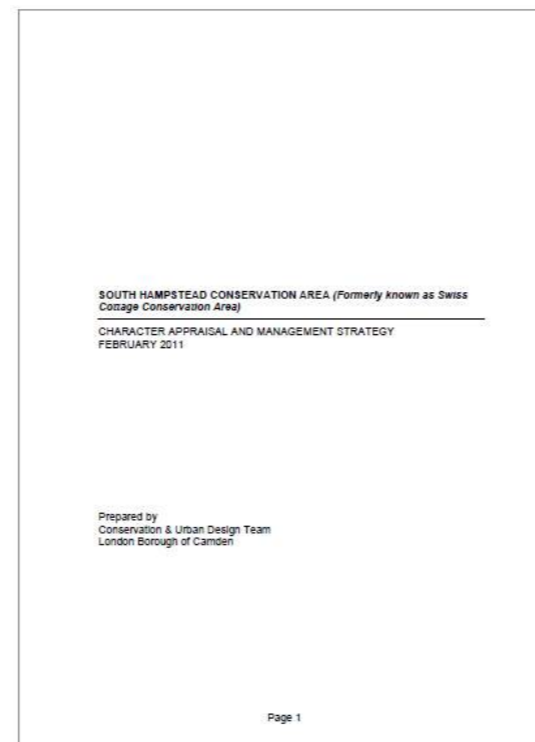 SOUTH HAMPSTEAD CONSERVATION AREA (Formerly known as Swiss
Cottage Conservation Area)
CHARACTER APPRAISAL AND MANAGEMENT STRATEGY
FEBRUARY 2011
Prepared by
Conservation & Urban Design Team
London Borough of Camden
Page 1